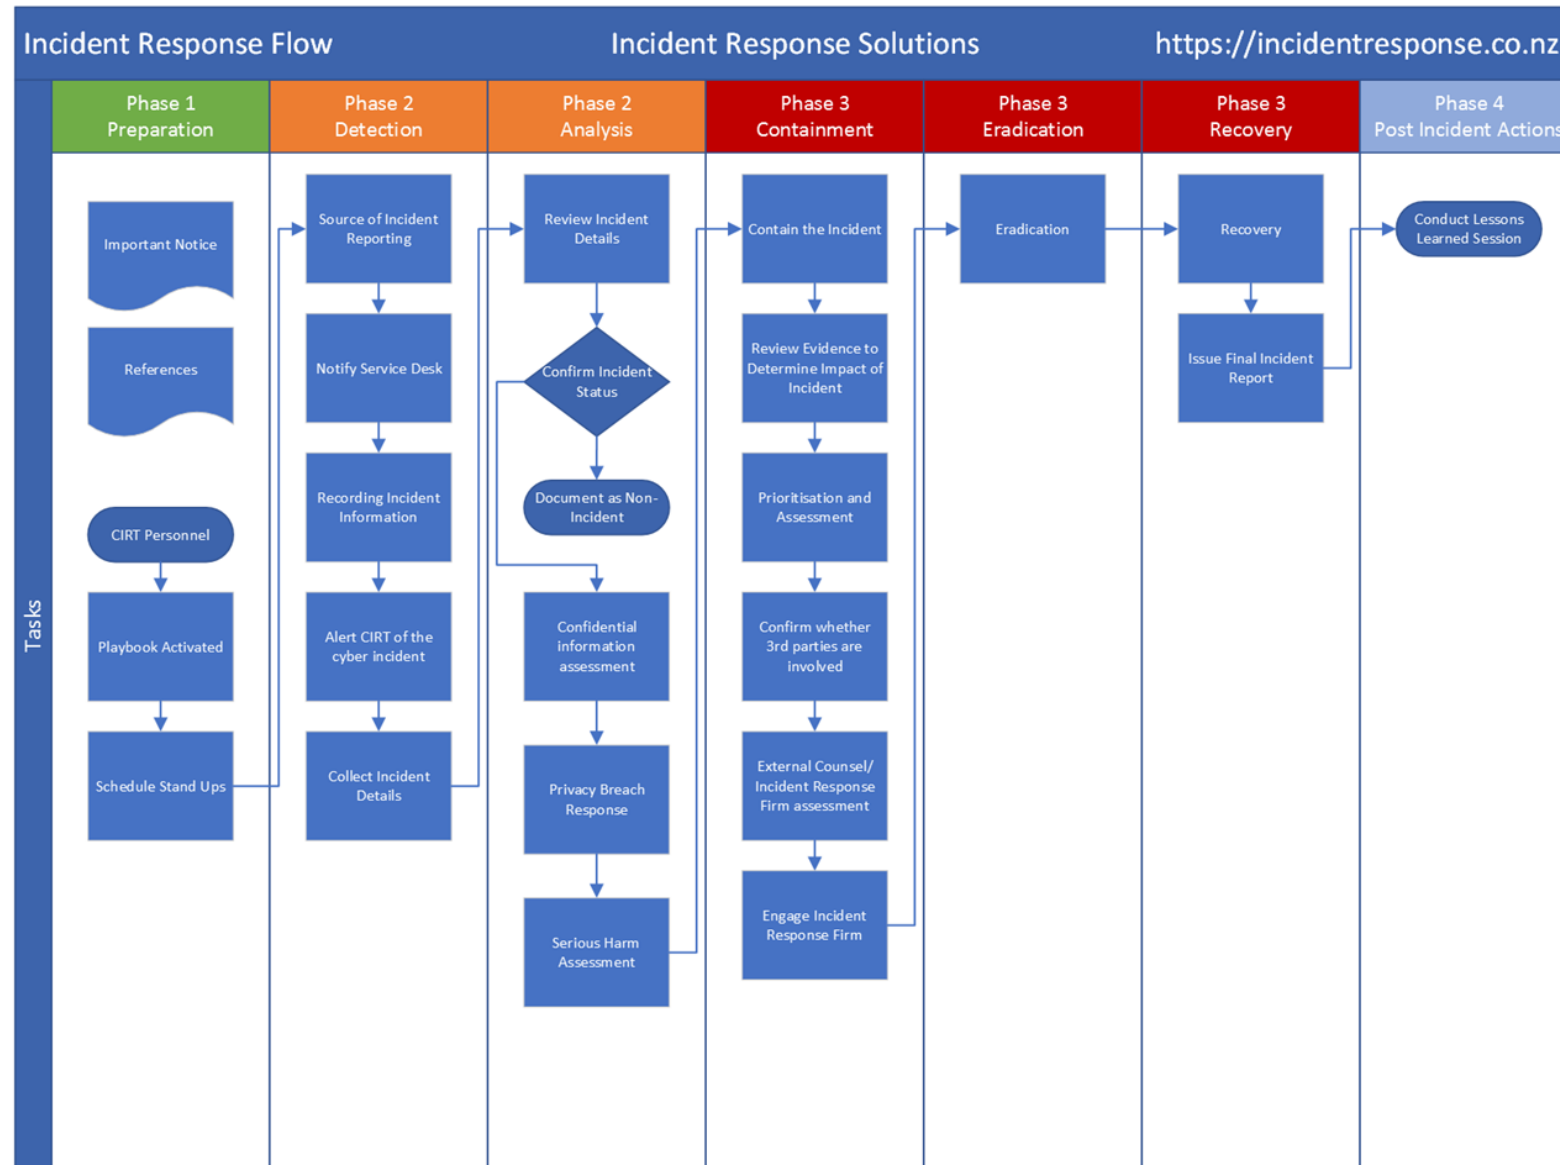 Incident Response Flow
Incident Response Solutions
https://incidentresponse.co.nz
Tasks
Phase 1
Preparation
Phase 2
Detection
Phase 2
Analysis
Phase 3
Containment
Phase 3
Eradication
Phase 3
Recovery
Phase 4
Post Incident Actions
Important Notice
References
CIRT Personnel
Playbook Activated
Schedule Stand Ups
Source of Incident
Reporting
Notify Service Desk
Recording Incident
Information
Alert CIRT of the
cyber incident
Collect Incident
Details
Review Incident
Details
Confirm Incident
Status
Document as Non-
Incident
Confidential
information
assessment
Privacy Breach
Response
Serious Harm
Assessment
Contain the Incident
Review Evidence to
Determine Impact of
Incident
Prioritisation and
Assessment
Confirm whether
3rd parties are
involved
External Counsel/
Incident Response
Firm assessment
Engage Incident
Response Firm
Eradication
Recovery
Issue Final Incident
Report
Conduct Lessons
Learned Session